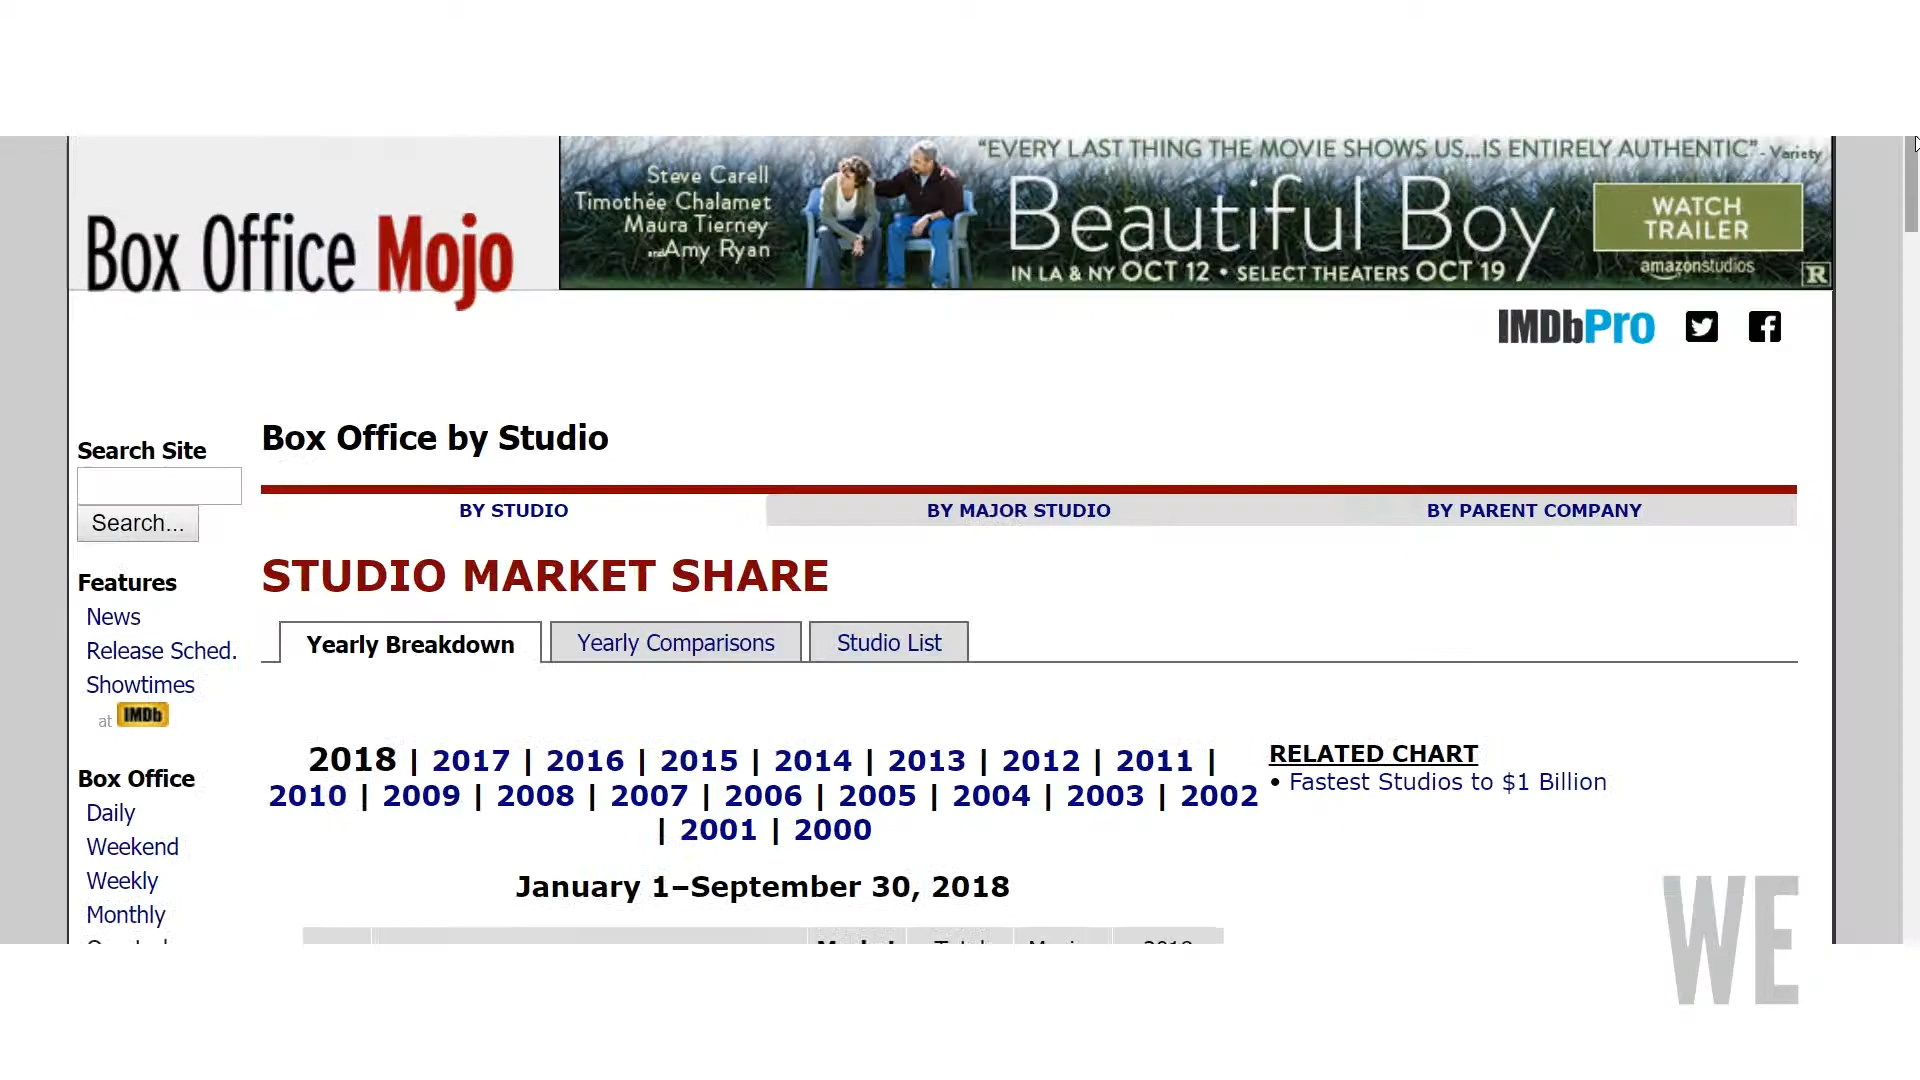 "EVERY LAST THING THE MOVIE SHOWS US...IS ENTIRELY AUTHENTIC" - Variety
Steve Carell
Timothée Chalamet
Maura Tierney
and Amy Ryan
Beautiful Boy
IN LA & NY OCT 12 • SELECT THEATERS OCT 19
WATCH
TRAILER
amazonstudios
R
Box Office Mojo
IMDbPro
Search Site
Search...
Features
News
Release Sched.
Showtimes
at IMDb
Box Office
Daily
Weekend
Weekly
Monthly
Box Office by Studio
BY STUDIO BY MAJOR STUDIO BY PARENT COMPANY
STUDIO MARKET SHARE
Yearly Breakdown Yearly Comparisons Studio List
2018 | 2017 | 2016 | 2015 | 2014 | 2013 | 2012 | 2011 |
2010 | 2009 | 2008 | 2007 | 2006 | 2005 | 2004 | 2003 | 2002
| 2001 | 2000
January 1–September 30, 2018
RELATED CHART
• Fastest Studios to $1 Billion
WE